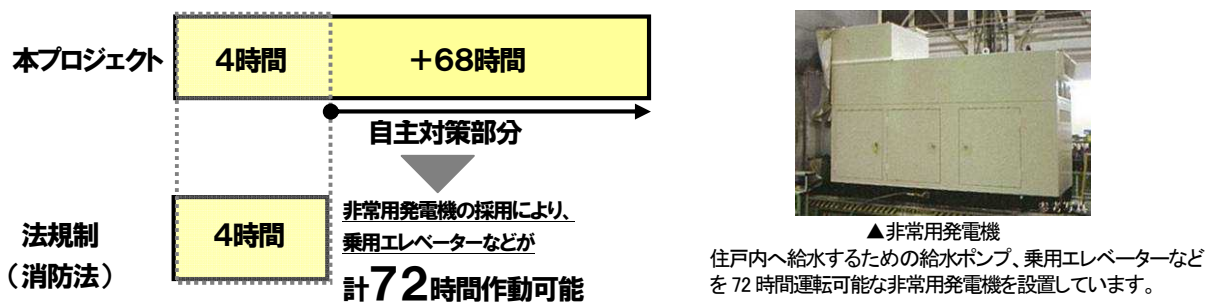 本プロジェクト
4時間
＋68時間
自主対策部分
法規制
（消防法）
4時間
非常用発電機の採用により、
乗用エレベーターなどが
計72時間作動可能
参考写真
▲非常用発電機
住戸内へ給水するための給水ポンプ、乗用エレベーターなど
を 72 時間運転可能な非常用発電機を設置しています。